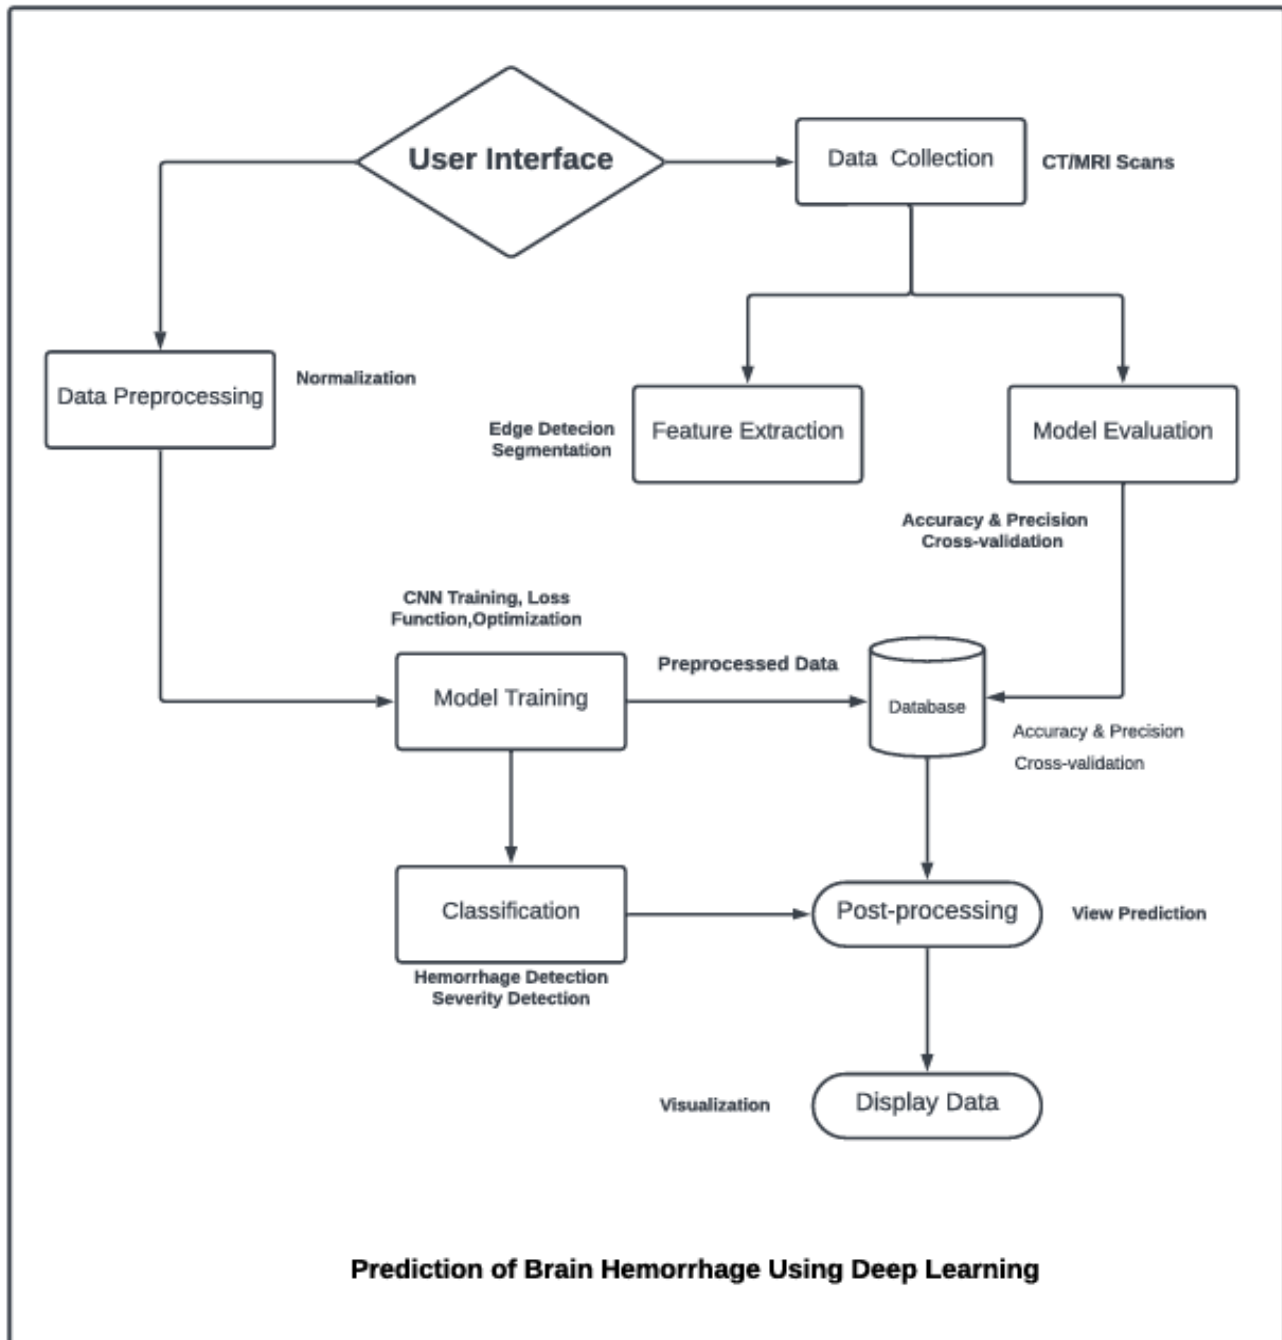 User Interface
Data Collection
CT/MRI Scans
Data Preprocessing
Normalization
Edge Detecion
Segmentation
Feature Extraction
Model Evaluation
Accuracy & Precision
Cross-validation
CNN Training, Loss
Function,Optimization
Model Training
Preprocessed Data
Database
Accuracy & Precision
Cross-validation
Classification
Hemorrhage Detection
Severity Detection
Post-processing
View Prediction
Visualization
Display Data
Prediction of Brain Hemorrhage Using Deep Learning